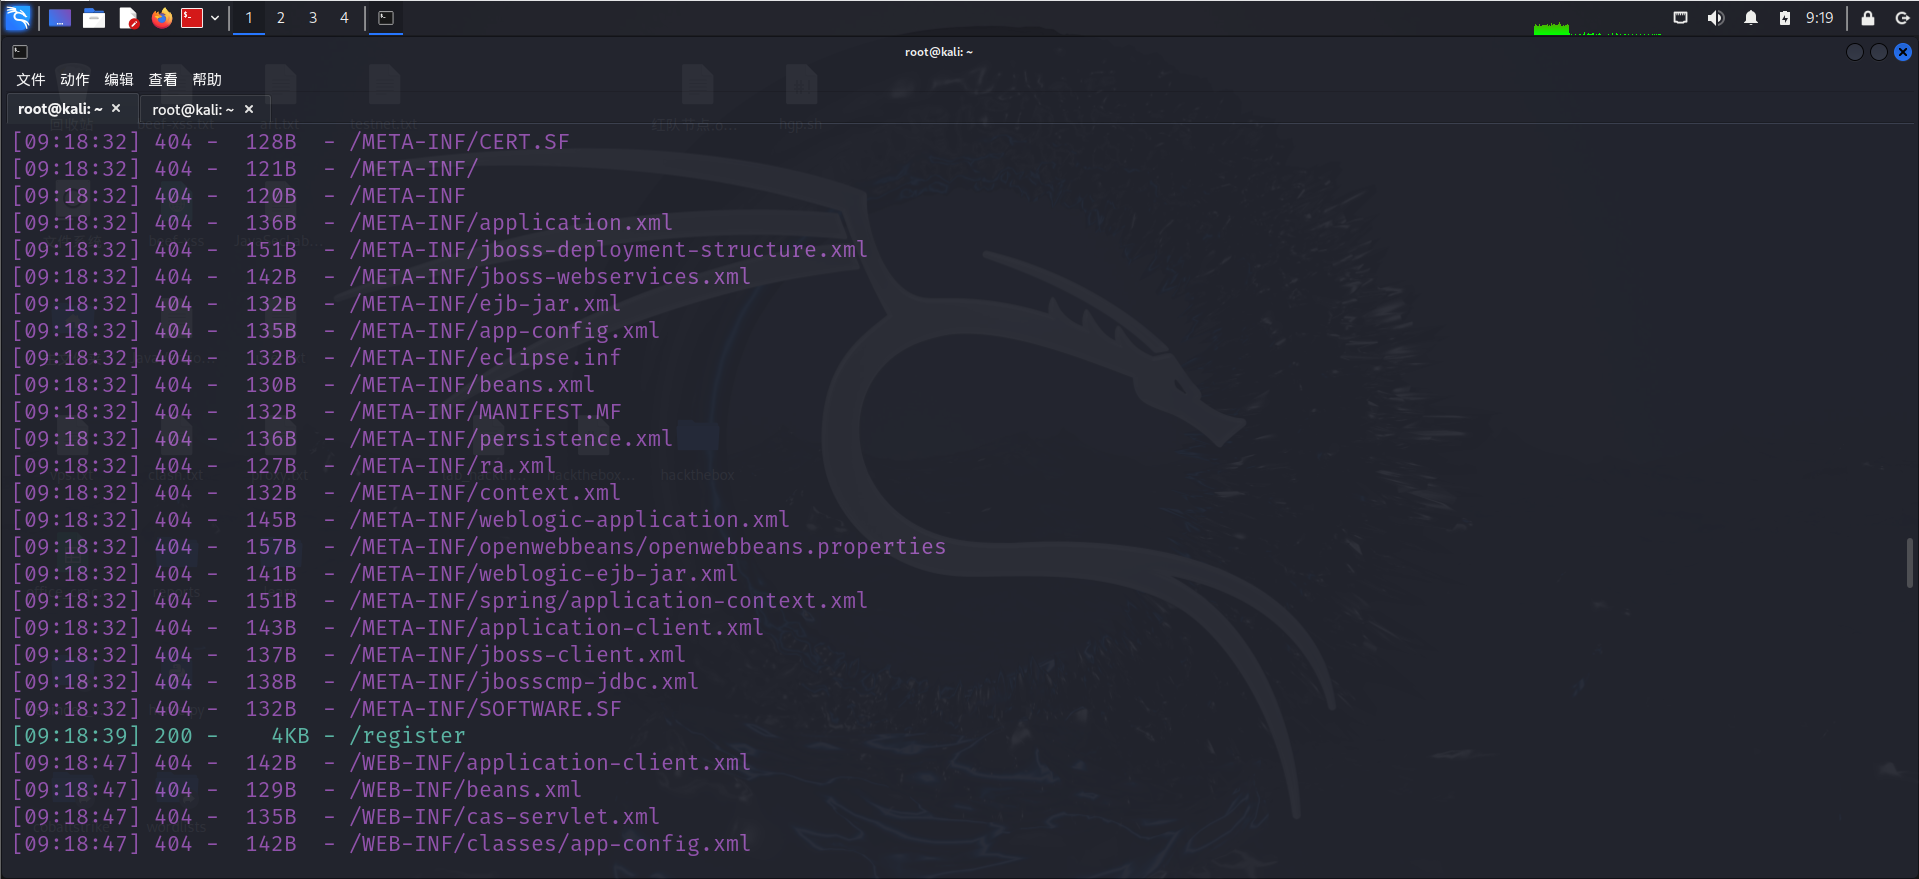 1 2 3 4 9:19
root@kali: ~
文件 动作 编辑 查看 帮助
root@kali: ~ × root@kali: ~ ×
[09:18:32] 404 - 128B - /META-INF/CERT.SF
[09:18:32] 404 - 121B - /META-INF/
[09:18:32] 404 - 120B - /META-INF
[09:18:32] 404 - 136B - /META-INF/application.xml
[09:18:32] 404 - 151B - /META-INF/jboss-deployment-structure.xml
[09:18:32] 404 - 142B - /META-INF/jboss-webservices.xml
[09:18:32] 404 - 132B - /META-INF/ejb-jar.xml
[09:18:32] 404 - 135B - /META-INF/app-config.xml
[09:18:32] 404 - 132B - /META-INF/eclipse.inf
[09:18:32] 404 - 130B - /META-INF/beans.xml
[09:18:32] 404 - 132B - /META-INF/MANIFEST.MF
[09:18:32] 404 - 136B - /META-INF/persistence.xml
[09:18:32] 404 - 127B - /META-INF/ra.xml
[09:18:32] 404 - 132B - /META-INF/context.xml
[09:18:32] 404 - 145B - /META-INF/weblogic-application.xml
[09:18:32] 404 - 157B - /META-INF/openwebbeans/openwebbeans.properties
[09:18:32] 404 - 141B - /META-INF/weblogic-ejb-jar.xml
[09:18:32] 404 - 151B - /META-INF/spring/application-context.xml
[09:18:32] 404 - 143B - /META-INF/application-client.xml
[09:18:32] 404 - 137B - /META-INF/jboss-client.xml
[09:18:32] 404 - 138B - /META-INF/jbosscmp-jdbc.xml
[09:18:32] 404 - 132B - /META-INF/SOFTWARE.SF
[09:18:39] 200 - 4KB - /register
[09:18:47] 404 - 142B - /WEB-INF/application-client.xml
[09:18:47] 404 - 129B - /WEB-INF/beans.xml
[09:18:47] 404 - 135B - /WEB-INF/cas-servlet.xml
[09:18:47] 404 - 142B - /WEB-INF/classes/app-config.xml
hgp.sh
hackthebox... hackthebox